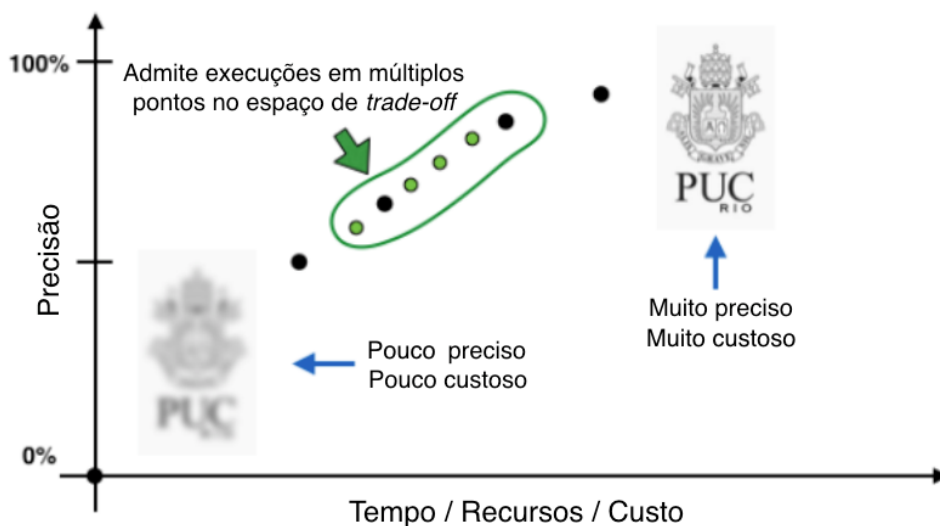 100%
Admite execuções em múltiplos
pontos no espaço de trade-off
PUC
RIO
Precisão
Muito preciso
Muito custoso
Pouco preciso
Pouco custoso
PUC
0%
Tempo / Recursos / Custo